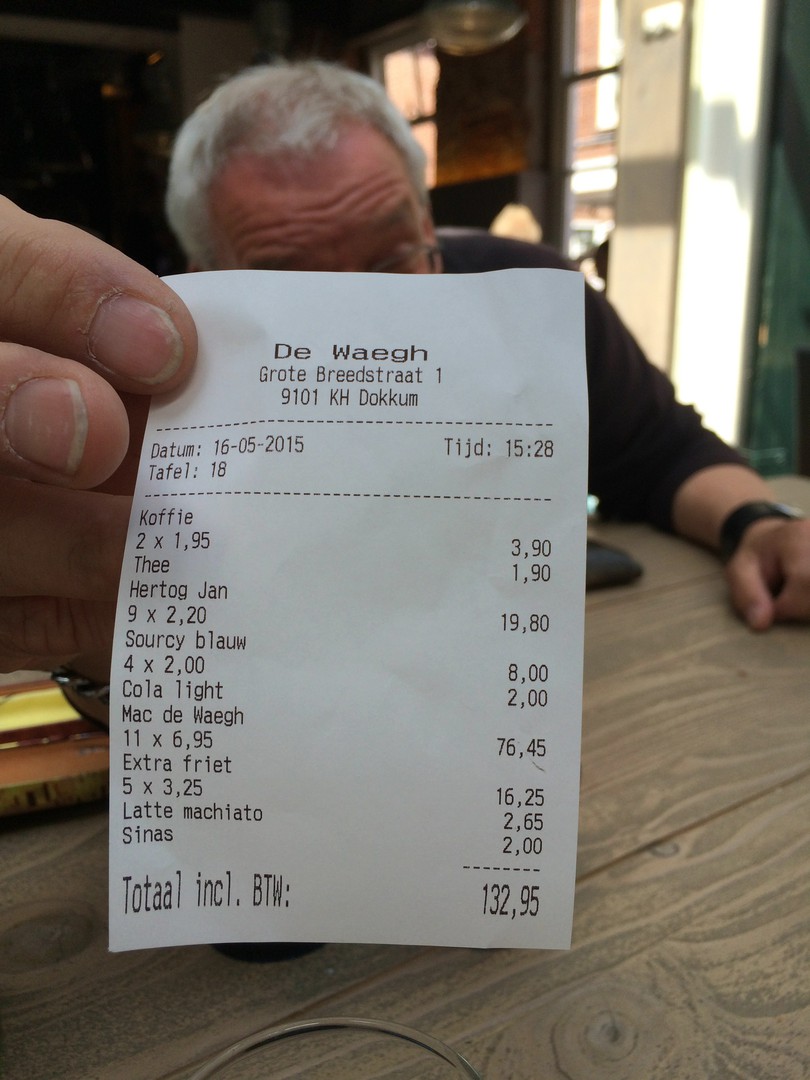 De Waegh
Grote Breedstraat 1
9101 KH Dokkum
Datum: 16-05-2015 Tijd: 15:28
Tafel: 18
Koffie
2 x 1,95 3,90
Thee 1,90
Hertog Jan
9 x 2,20 19,80
Sourcy blauw
4 x 2,00 8,00
Cola light 2,00
Mac de Waegh
11 x 6,95 76,45
Extra friet
5 x 3,25 16,25
Latte machiato 2,65
Sinas 2,00
Totaal incl. BTW: 132,95